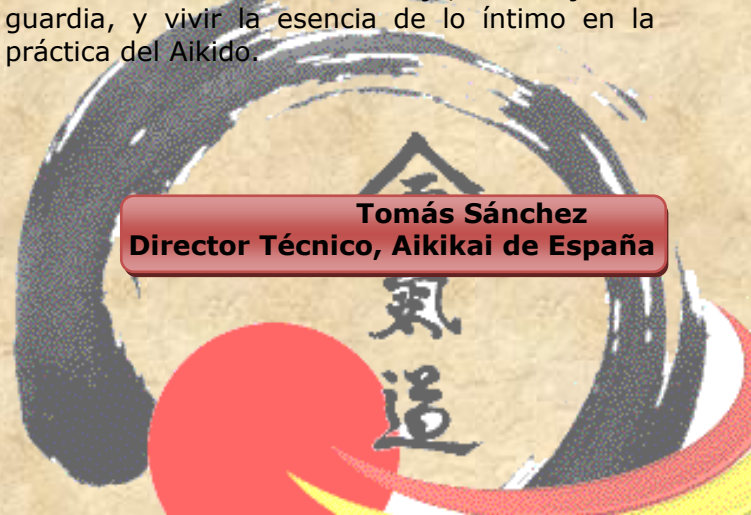 guardia, y vivir la esencia de lo íntimo en la
práctica del Aikido.
Tomás Sánchez
Director Técnico, Aikikai de España
氣
道